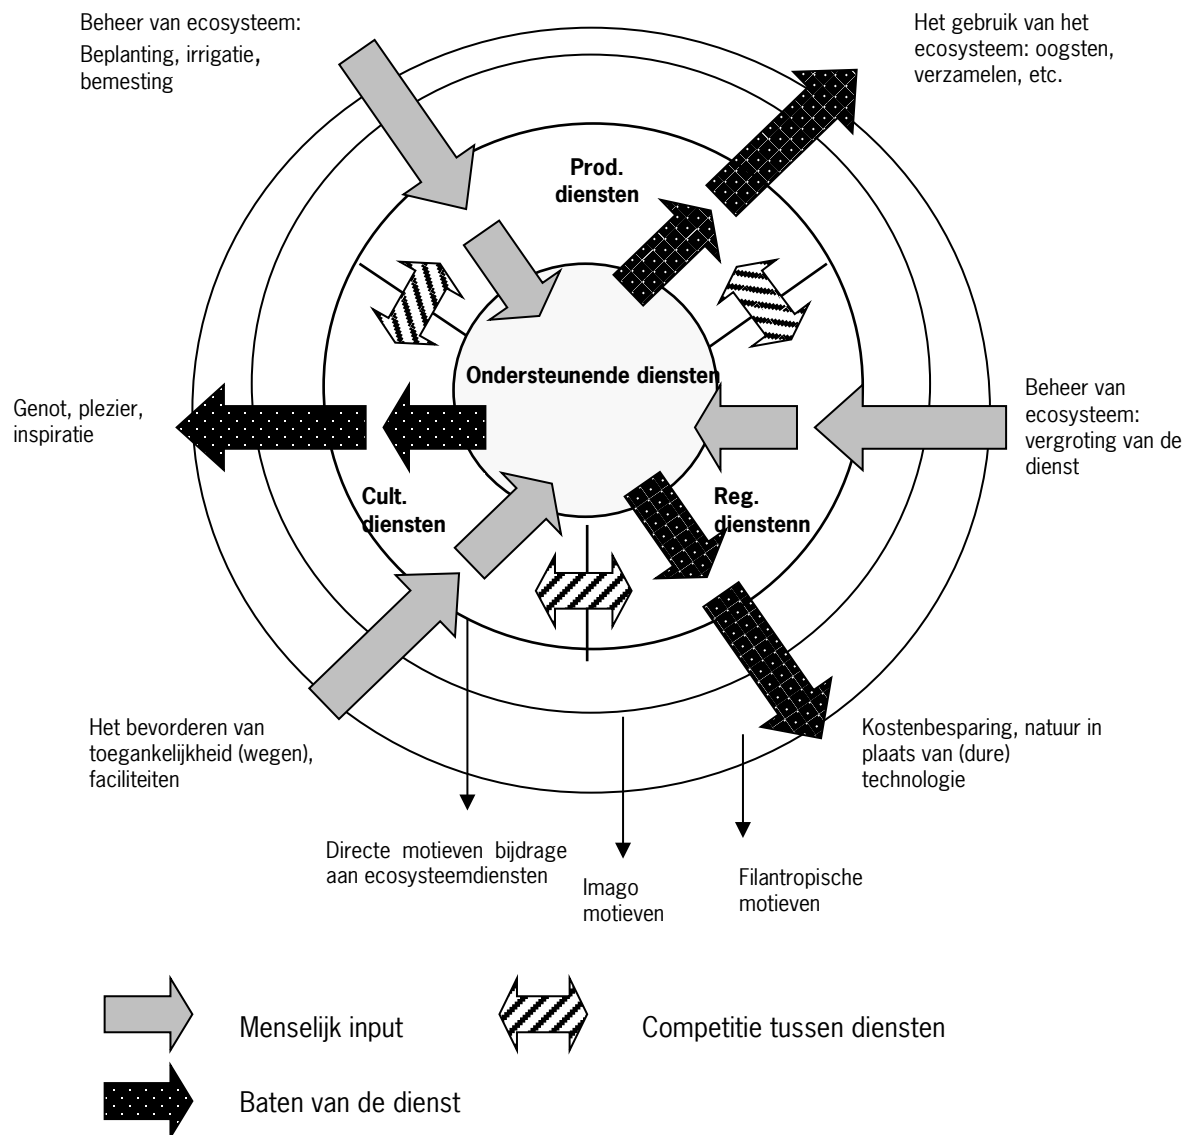 Beheer van ecosysteem:
Beplanting, irrigatie,
bemesting
Het gebruik van het
ecosysteem: oogsten,
verzamelen, etc.
Prod.
diensten
Ondersteunende diensten
Genot, plezier,
inspiratie
Beheer van
ecosysteem:
vergroting van de
dienst
Cult.
diensten
Reg.
dienstenn
Het bevorderen van
toegankelijkheid (wegen),
faciliteiten
Kostenbesparing, natuur in
plaats van (dure)
technologie
Directe motieven bijdrage
aan ecosysteemdiensten
Imago
motieven
Filantropische
motieven
Menselijk input
Competitie tussen diensten
Baten van de dienst